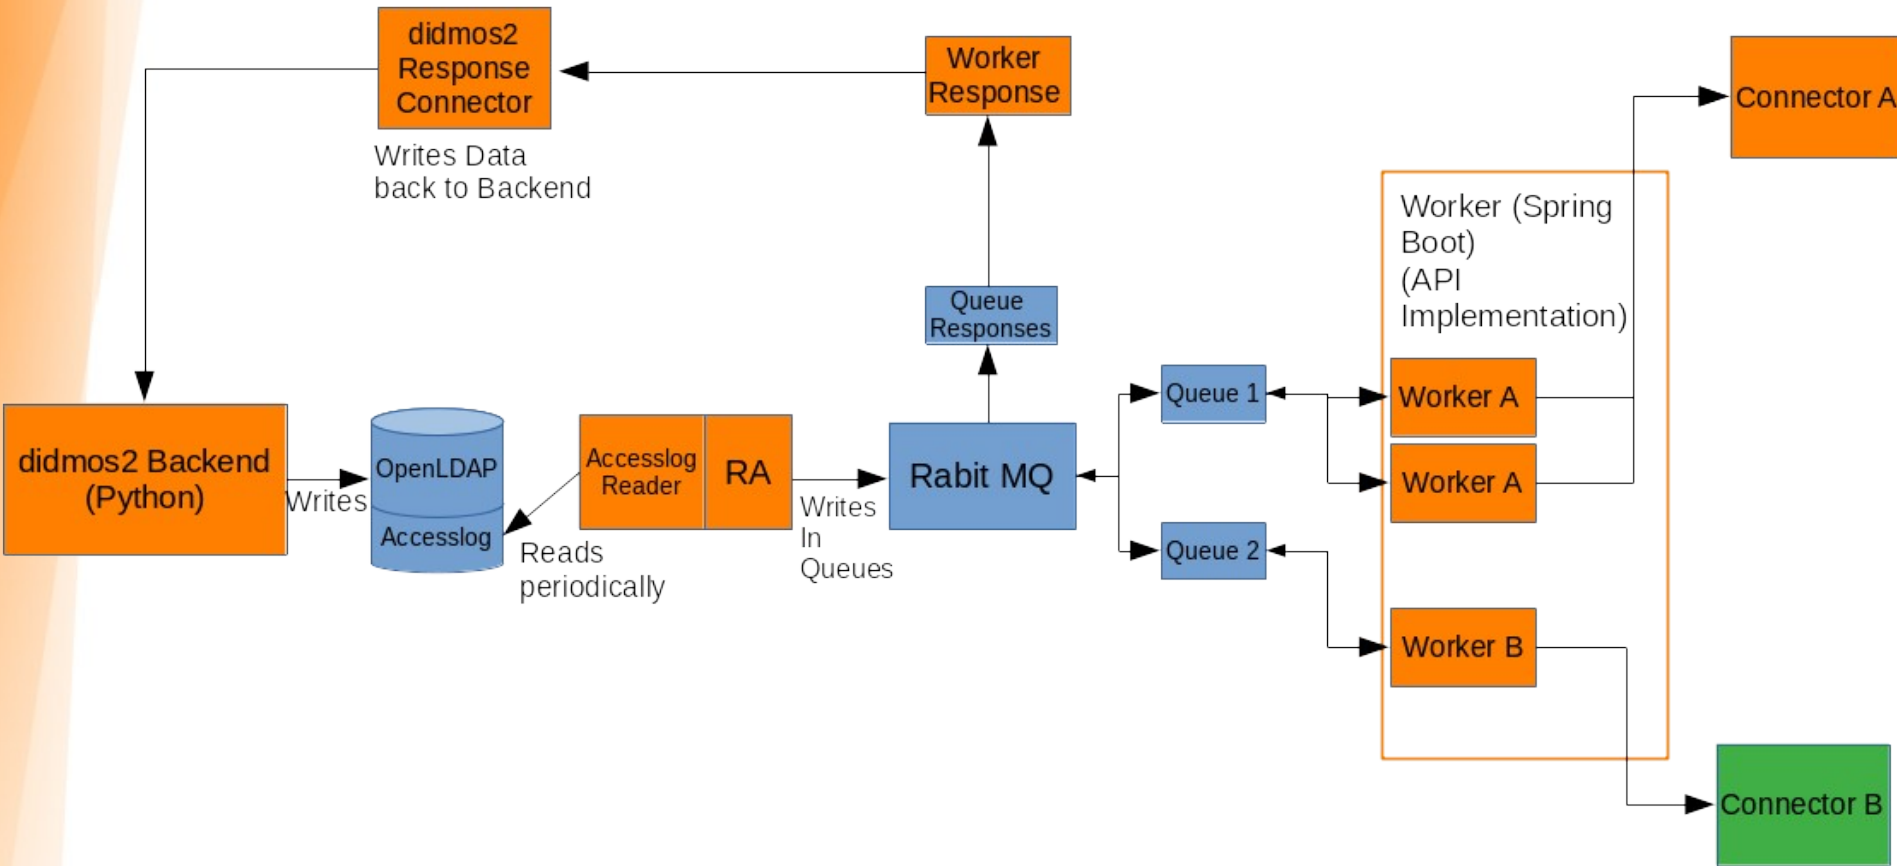 didmos2
Response
Connector
Writes Data
back to Backend
Worker
Response
Connector A
Worker (Spring
Boot)
(API
Implementation)
Queue
Responses
Queue 1
Worker A
Worker A
didmos2 Backend
(Python)
Writes
OpenLDAP
Accesslog
Accesslog
Reader
RA
Reads
periodically
Writes
In
Queues
Rabit MQ
Queue 2
Worker B
Connector B